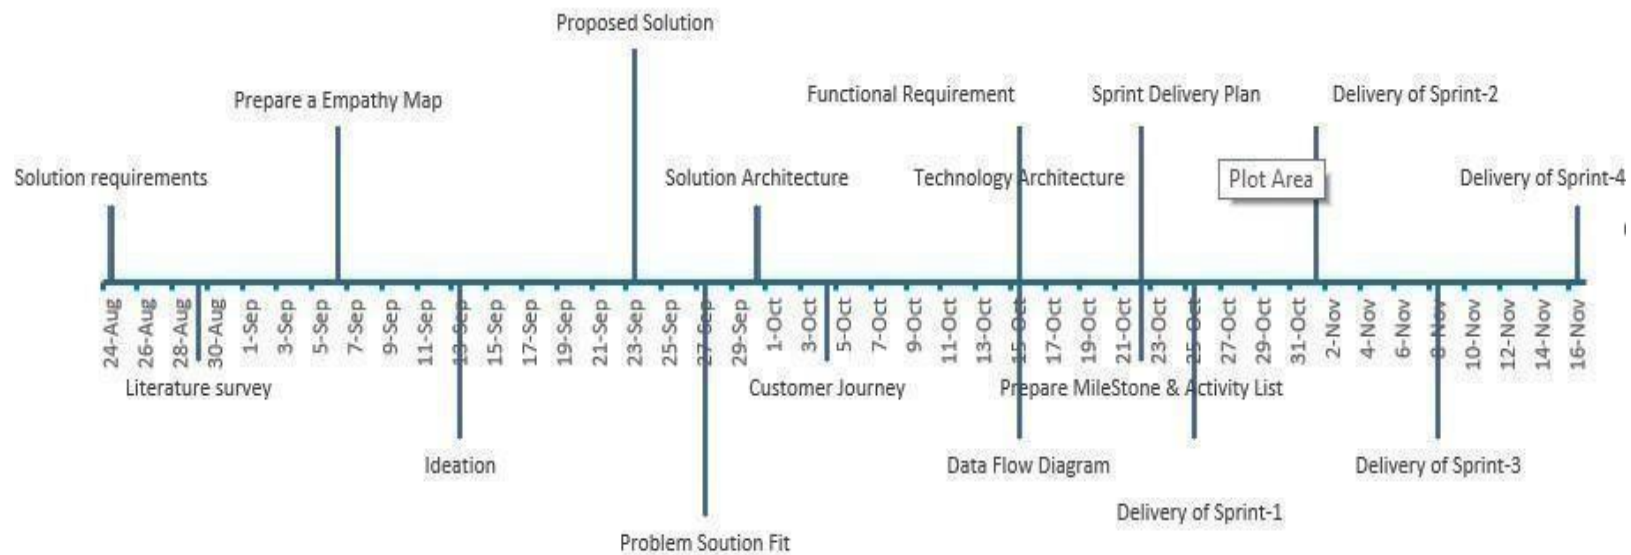 Proposed Solution
Prepare a Empathy Map
Functional Requirement
Sprint Delivery Plan
Delivery of Sprint-2
Solution requirements
Solution Architecture
Technology Architecture
Plot Area
Delivery of Sprint-4
24-Aug
26-Aug
28-Aug
30-Aug
1-Sep
3-Sep
5-Sep
7-Sep
9-Sep
11-Sep
13-Sep
15-Sep
17-Sep
19-Sep
21-Sep
23-Sep
25-Sep
27-Sep
29-Sep
1-Oct
3-Oct
5-Oct
7-Oct
9-Oct
11-Oct
13-Oct
15-Oct
17-Oct
19-Oct
21-Oct
23-Oct
25-Oct
27-Oct
29-Oct
31-Oct
2-Nov
4-Nov
6-Nov
8-Nov
10-Nov
12-Nov
14-Nov
16-Nov
Literature survey
Customer Journey
Prepare MileStone & Activity List
Ideation
Data Flow Diagram
Delivery of Sprint-3
Delivery of Sprint-1
Problem Soution Fit